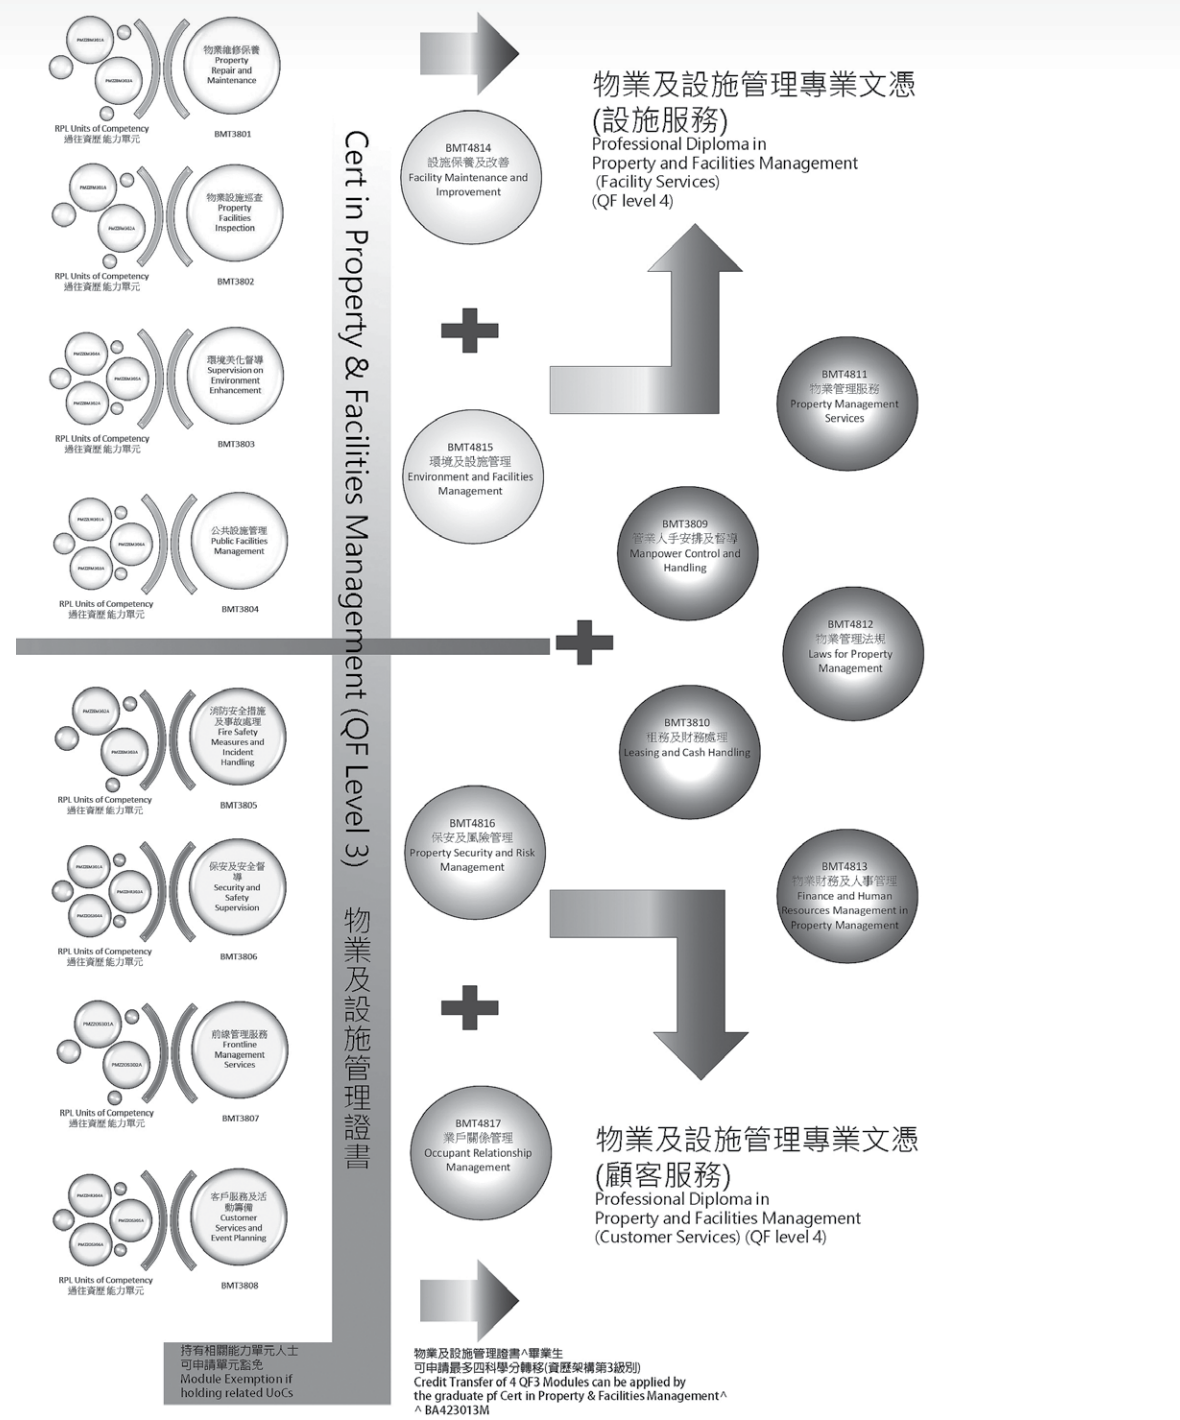 物業維修保養
Property
Repair and
Maintenance
RPL Units of Competency
過往資歷能力單元
BMT3801
物業設施巡查
Property
Facilities
Inspection
RPL Units of Competency
過往資歷能力單元
BMT3802
環境美化督導
Supervision on
Environment
Enhancement
RPL Units of Competency
過往資歷能力單元
BMT3803
公共設施管理
Public Facilities
Management
RPL Units of Competency
過往資歷能力單元
BMT3804
消防安全措施
及事故處理
Fire Safety
Measures and
Incident
Handling
RPL Units of Competency
過往資歷能力單元
BMT3805
保安及安全督
導
Security and
Safety
Supervision
RPL Units of Competency
過往資歷能力單元
BMT3806
前線管理服務
Frontline
Management
Services
RPL Units of Competency
過往資歷能力單元
BMT3807
客戶服務及活
動籌備
Customer
Services and
Event Planning
RPL Units of Competency
過往資歷能力單元
BMT3808
Cert in Property & Facilities Management (QF Level 3) 物業及設施管理證書
持有相關能力單元人士
可申請單元豁免
Module Exemption if
holding related UoCs
BMT4814
設施保養及改善
Facility Maintenance and
Improvement
BMT4815
環境及設施管理
Environment and Facilities
Management
BMT4816
保安及風險管理
Property Security and Risk
Management
BMT4817
業戶關係管理
Occupant Relationship
Management
物業及設施管理專業文憑
(設施服務)
Professional Diploma in
Property and Facilities Management
(Facility Services)
(QF level 4)
BMT4811
物業管理服務
Property Management
Services
BMT3809
管業人手安排及督導
Manpower Control and
Handling
BMT4812
物業管理法規
Laws for Property
Management
BMT3810
租務及財務處理
Leasing and Cash Handling
BMT4813
物業財務及人事管理
Finance and Human
Resources Management in
Property Management
物業及設施管理專業文憑
(顧客服務)
Professional Diploma in
Property and Facilities Management
(Customer Services) (QF level 4)
物業及設施管理證書^畢業生
可申請最多四科學分轉移(資歷架構第3級別)
Credit Transfer of 4 QF3 Modules can be applied by
the graduate pf Cert in Property & Facilities Management^
^ BA423013M